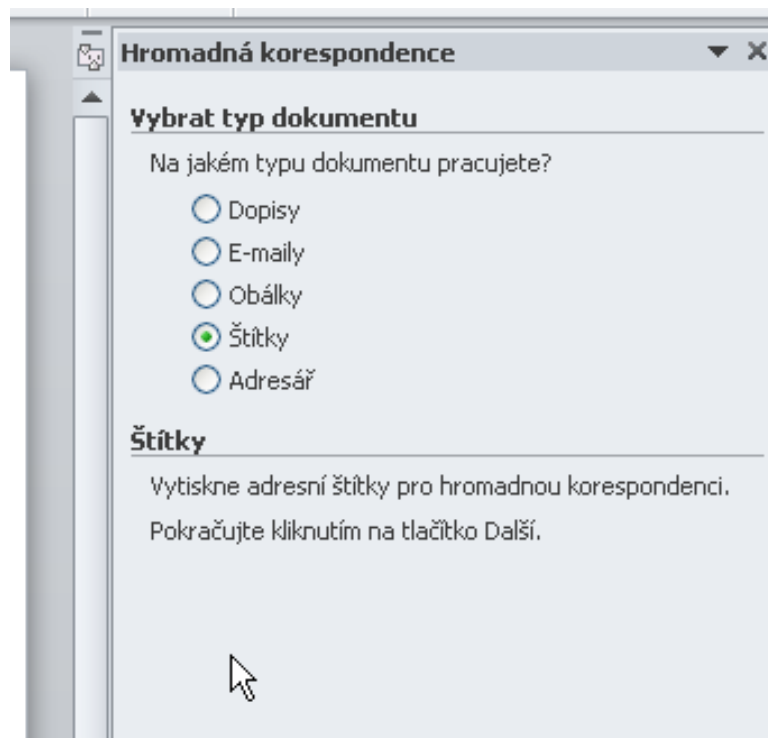 Hromadná korespondence
Vybrat typ dokumentu
Na jakém typu dokumentu pracujete?
Dopisy
E-maily
Obálky
Štítky
Adresář
Štítky
Vytiskne adresní štítky pro hromadnou korespondenci.
Pokračujte kliknutím na tlačítko Další.